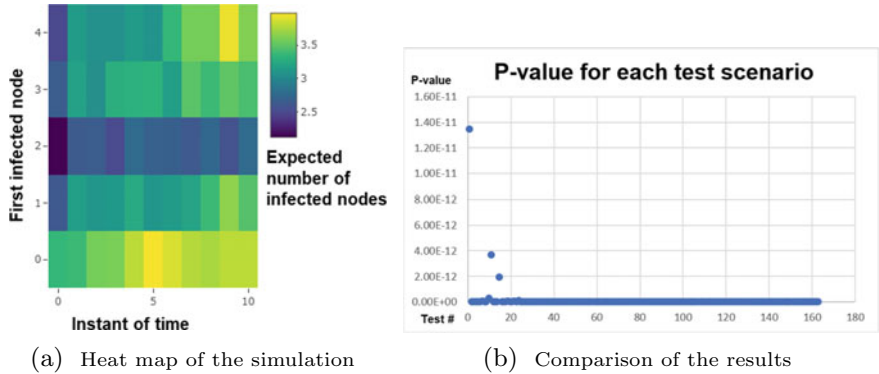 4
3
2
1
0
First infected node
0
5
10
Instant of time
3.5
3
2.5
Expected
number of
infected nodes
(a) Heat map of the simulation
P-value for each test scenario
P-value
1.60E-11
1.40E-11
1.20E-11
1.00E-11
8.00E-12
6.00E-12
4.00E-12
2.00E-12
0.00E+00
Test #
0
20
40
60
80
100
120
140
160
180
(b) Comparison of the results